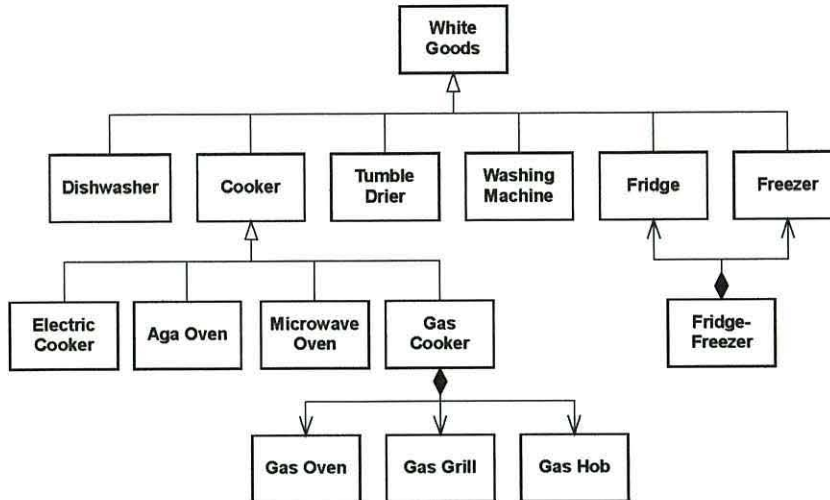 White
Goods
Dishwasher
Cooker
Tumble
Drier
Washing
Machine
Fridge
Freezer
Electric
Cooker
Aga Oven
Microwave
Oven
Gas
Cooker
Fridge-
Freezer
Gas Oven
Gas Grill
Gas Hob